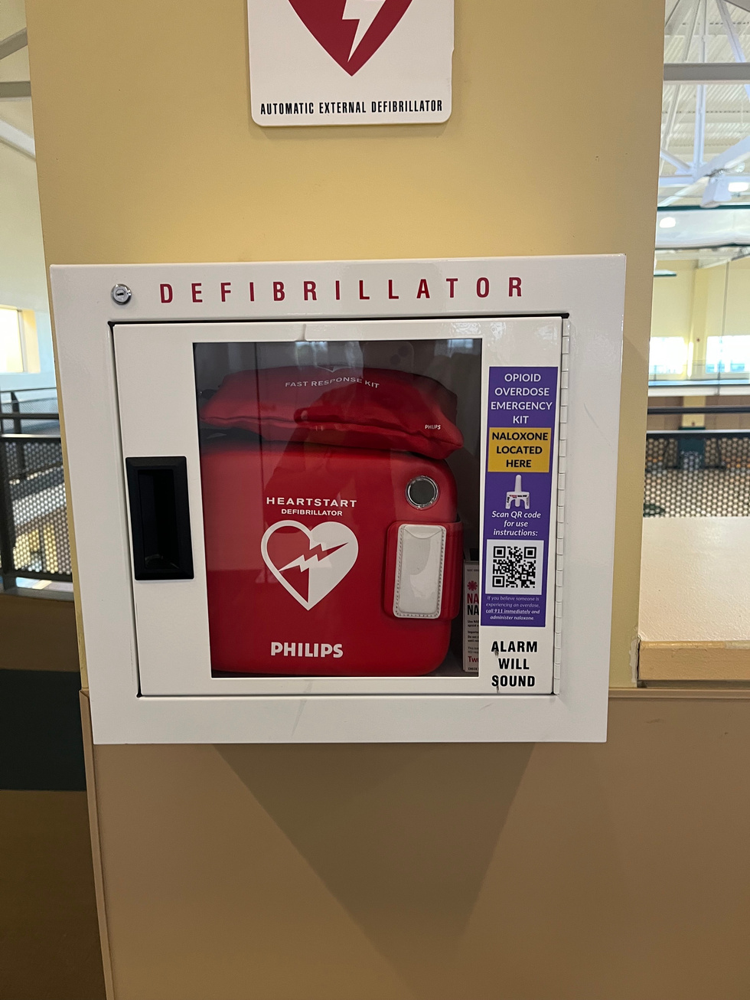 AUTOMATIC EXTERNAL DEFIBRILLATOR
DEFIBRILLATOR
FAST RESPONSE KIT
PHILIPS
HEARTSTART
DEFIBRILLATOR
PHILIPS
OPIOID
OVERDOSE
EMERGENCY
KIT
NALOXONE
LOCATED
HERE
Scan QR code
for use
instructions:
If you believe someone is
experiencing an overdose,
call 911 immediately and
administer naloxone
ALARM
WILL
SOUND
NA
NA